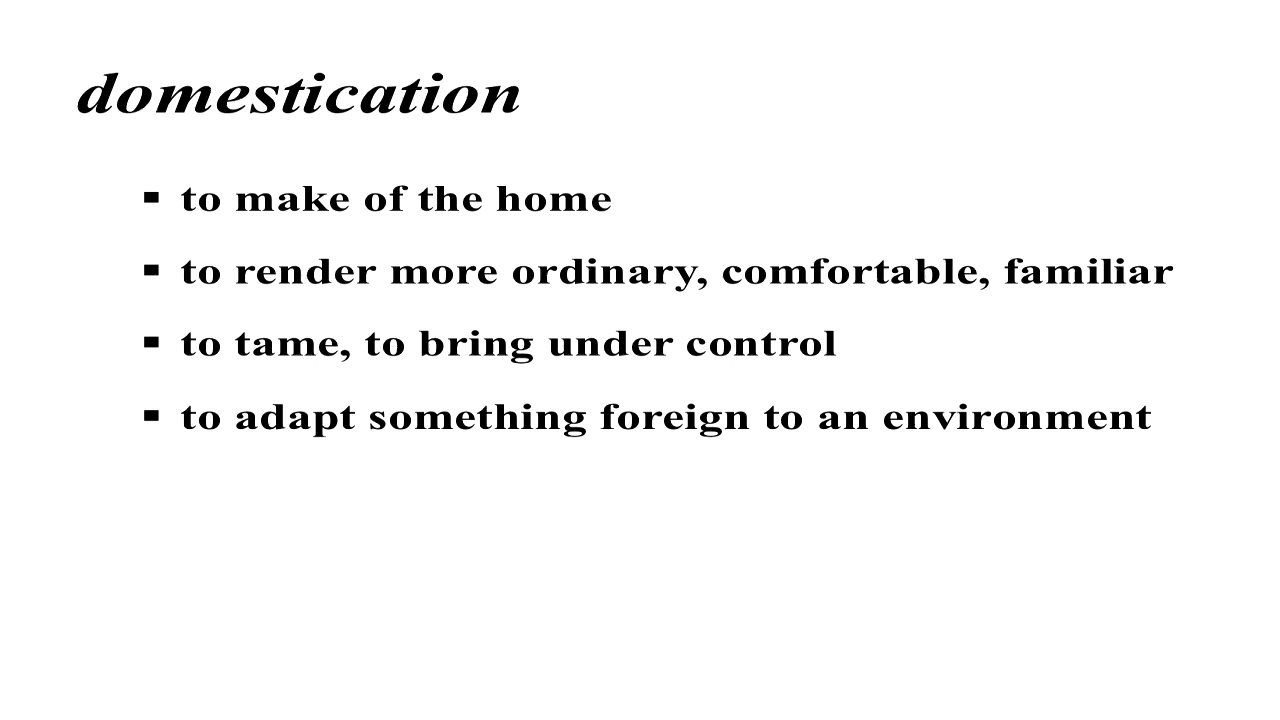 domestication
▪ to make of the home
▪ to render more ordinary, comfortable, familiar
▪ to tame, to bring under control
▪ to adapt something foreign to an environment